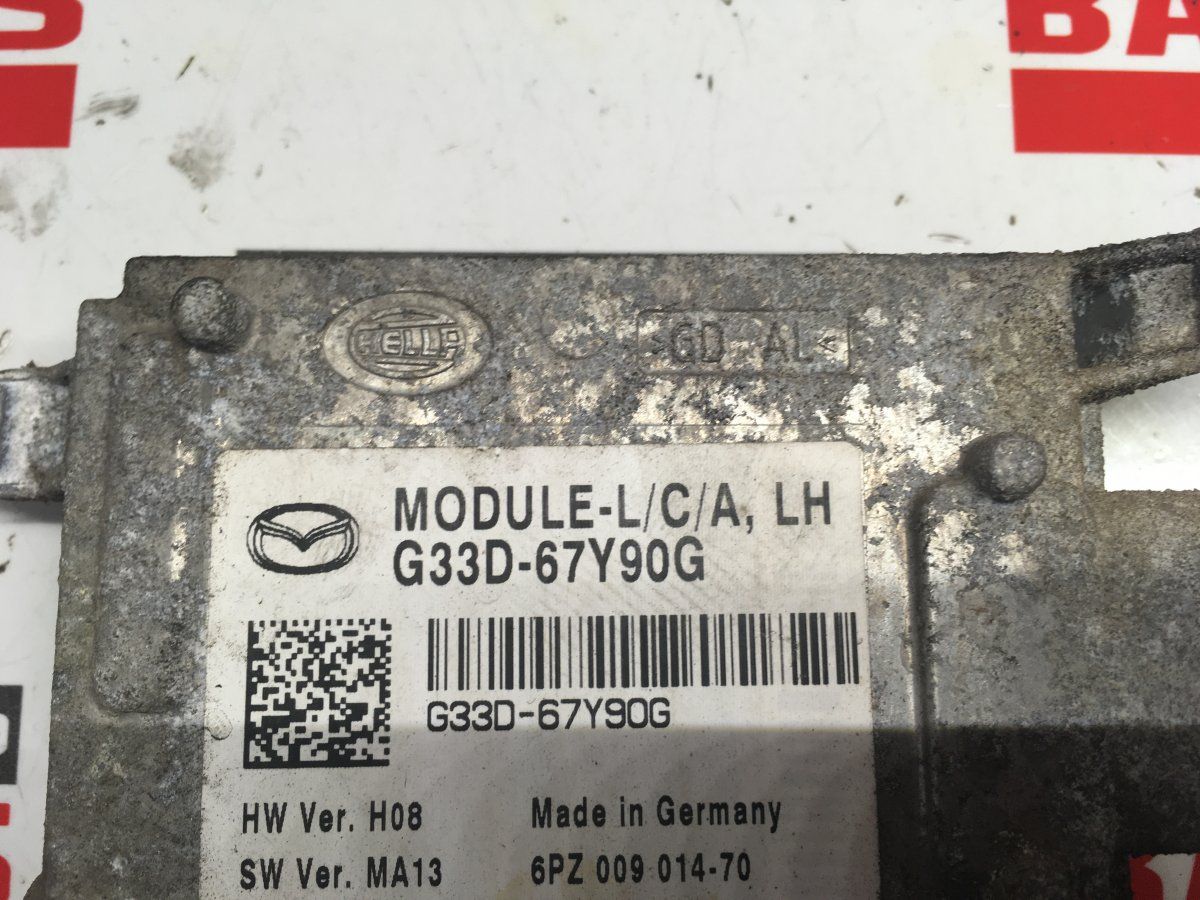 BA
HELLA
>GD AL<
MODULE-L/C/A, LH
G33D-67Y90G
G33D-67Y90G
HW Ver. H08 Made in Germany
SW Ver. MA13 6PZ 009 014-70